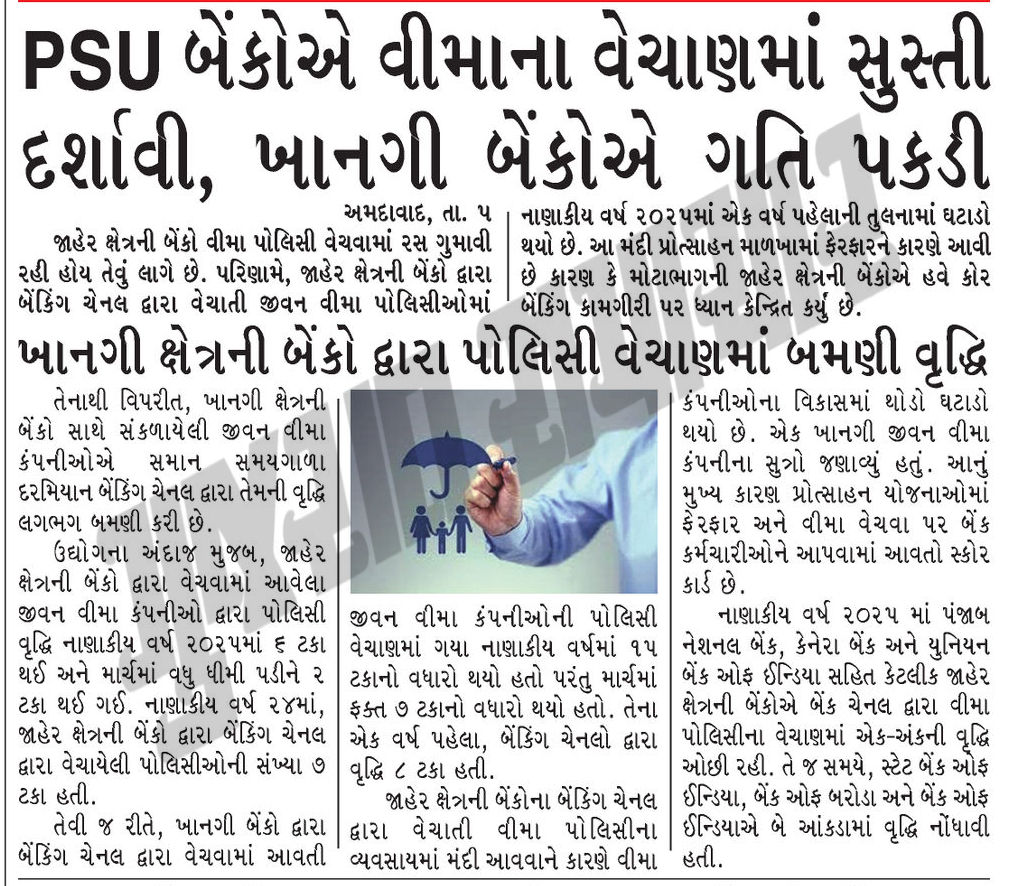 PSU બેંકોએ વીમાના વેચાણમાં સુસ્તી
દર્શાવી, ખાનગી બેંકોએ ગતિ પકડી
અમદાવાદ, તા. ૫
જાહેર ક્ષેત્રની બેંકો વીમા પોલિસી વેચવામાં રસ ગુમાવી
રહી હોય તેવું લાગે છે. પરિણામે, જાહેર ક્ષેત્રની બેંકો દ્વારા
બેંકિંગ ચેનલ દ્વારા વેચાતી જીવન વીમા પોલિસીઓમાં
નાણાકીય વર્ષ ૨૦૨૫માં એક વર્ષ પહેલાની તુલનામાં ઘટાડો
થયો છે. આ મંદી પ્રોત્સાહન માળખામાં ફેરફારને કારણે આવી
છે કારણ કે મોટાભાગની જાહેર ક્ષેત્રની બેંકોએ હવે કોર
બેંકિંગ કામગીરી પર ધ્યાન કેન્દ્રિત કર્યું છે.
ખાનગી ક્ષેત્રની બેંકો દ્વારા પોલિસી વેચાણમાં બમણી વૃદ્ધિ
તેનાથી વિપરીત, ખાનગી ક્ષેત્રની
બેંકો સાથે સંકળાયેલી જીવન વીમા
કંપનીઓએ સમાન સમયગાળા
દરમિયાન બેંકિંગ ચેનલ દ્વારા તેમની વૃદ્ધિ
લગભગ બમણી કરી છે.
ઉદ્યોગના અંદાજ મુજબ, જાહેર
ક્ષેત્રની બેંકો દ્વારા વેચવામાં આવેલા
જીવન વીમા કંપનીઓ દ્વારા પોલિસી
વૃદ્ધિ નાણાકીય વર્ષ ૨૦૨૫માં ૬ ટકા
થઈ અને માર્ચમાં વધુ ધીમી પડીને ૨
ટકા થઈ ગઈ. નાણાકીય વર્ષ ૨૪માં,
જાહેર ક્ષેત્રની બેંકો દ્વારા બેંકિંગ ચેનલ
દ્વારા વેચાયેલી પોલિસીઓની સંખ્યા ૭
ટકા હતી.
તેવી જ રીતે, ખાનગી બેંકો દ્વારા
બેંકિંગ ચેનલ દ્વારા વેચવામાં આવતી
જીવન વીમા કંપનીઓની પોલિસી
વેચાણમાં ગયા નાણાકીય વર્ષમાં ૧૫
ટકાનો વધારો થયો હતો પરંતુ માર્ચમાં
ફક્ત ૭ ટકાનો વધારો થયો હતો. તેના
એક વર્ષ પહેલા, બેંકિંગ ચેનલો દ્વારા
વૃદ્ધિ ૮ ટકા હતી.
જાહેર ક્ષેત્રની બેંકોના બેંકિંગ ચેનલ
દ્વારા વેચાતી વીમા પોલિસીના
વ્યવસાયમાં મંદી આવવાને કારણે વીમા
કંપનીઓના વિકાસમાં થોડો ઘટાડો
થયો છે. એક ખાનગી જીવન વીમા
કંપનીના સુત્રો જણાવ્યું હતું. આનું
મુખ્ય કારણ પ્રોત્સાહન યોજનાઓમાં
ફેરફાર અને વીમા વેચવા પર બેંક
કર્મચારીઓને આપવામાં આવતો સ્કોર
કાર્ડ છે.
નાણાકીય વર્ષ ૨૦૨૫ માં પંજાબ
નેશનલ બેંક, કેનેરા બેંક અને યુનિયન
બેંક ઓફ ઈન્ડિયા સહિત કેટલીક જાહેર
ક્ષેત્રની બેંકોએ બેંક ચેનલ દ્વારા વીમા
પોલિસીના વેચાણમાં એક-અંકની વૃદ્ધિ
ઓછી રહી. તે જ સમયે, સ્ટેટ બેંક ઓફ
ઈન્ડિયા, બેંક ઓફ બરોડા અને બેંક ઓફ
ઈન્ડિયાએ બે આંકડામાં વૃદ્ધિ નોંધાવી
હતી.